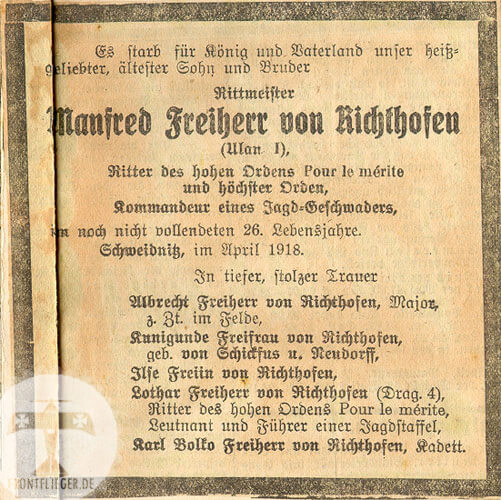 Es starb für König und Vaterland unser heiß-
geliebter, ältester Sohn und Bruder
Rittmeister
Manfred Freiherr von Richthofen
(Ulan 1),
Ritter des hohen Ordens Pour le mérite
und höchster Orden,
Kommandeur eines Jagd-Geschwaders,
im noch nicht vollendeten 26. Lebensjahre.
Schweidnitz, im April 1918.
In tiefer, stolzer Trauer
Albrecht Freiherr von Richthofen, Major,
z. Zt. im Felde,
Kunigunde Freifrau von Richthofen,
geb. von Schickfus u. Neudorff,
Ilse Freiin von Richthofen,
Lothar Freiherr von Richthofen (Drag. 4),
Ritter des hohen Ordens Pour le mérite,
Leutnant und Führer einer Jagdstaffel,
Karl Bolko Freiherr von Richthofen, Kadett.
FRONTFLIEGER.DE